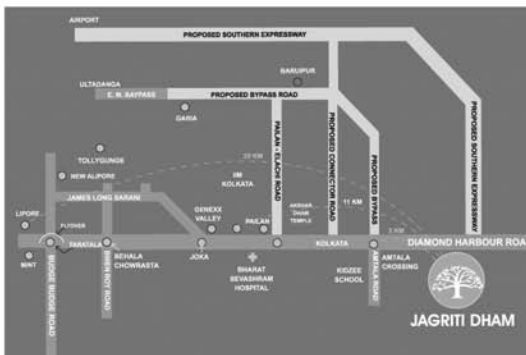 AIRPORT
PROPOSED SOUTHERN EXPRESSWAY
BARUIPUR
ULTADANGA
E. M. BAYPASS
PROPOSED BYPASS ROAD
GARIA
PAILAN - ELACHI ROAD
PROPOSED CONNECTOR ROAD
PROPOSED BYPASS
PROPOSED SOUTHERN EXPRESSWAY
TOLLYGUNGE
NEW ALIPORE
IIM
KOLKATA
JAMES LONG SARANI
GENEXX
VALLEY
PAILAN
DHAM
TEMPLE
11 KM
LIPORE
FLYOVER
TARATALA
KOLKATA
DIAMOND HARBOUR ROA
MINT
BUDGE BUDGE ROAD
BIREN ROY ROAD
BEHALA
CHOWRASTA
JOKA
BHARAT
SEVASHRAM
HOSPITAL
KIDZEE
SCHOOL
AMTALA ROAD
AMTALA
CROSSING
JAGRITI DHAM